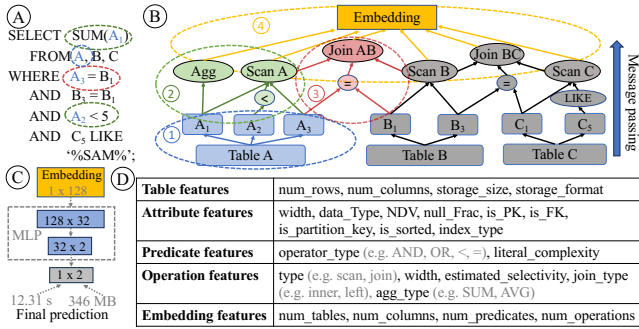 A
SELECT SUM(A₁)
FROM A, B, C
WHERE A₃ = B₁
AND B₃ = B₁
AND A₂ < 5
AND C₅ LIKE
'%SAM%';
B
4
Embedding
Join AB
Join BC
Agg
Scan A
Scan B
Scan C
2
<
3
=
=
LIKE
1
A₁
A₂
A₃
B₁
B₃
C₁
C₅
Table A
Table B
Table C
Message passing
C
Embedding
1 x 128
MLP
128 x 32
32 x 2
1 x 2
12.31 s
346 MB
Final prediction
D
Table features
num_rows, num_columns, storage_size, storage_format
Attribute features
width, data_Type, NDV, null_Frac, is_PK, is_FK,
is_partition_key, is_sorted, index_type
Predicate features
operator_type (e.g. AND, OR, <, =), literal_complexity
Operation features
type (e.g. scan, join), width, estimated_selectivity, join_type
(e.g. inner, left), agg_type (e.g. SUM, AVG)
Embedding features
num_tables, num_columns, num_predicates, num_operations